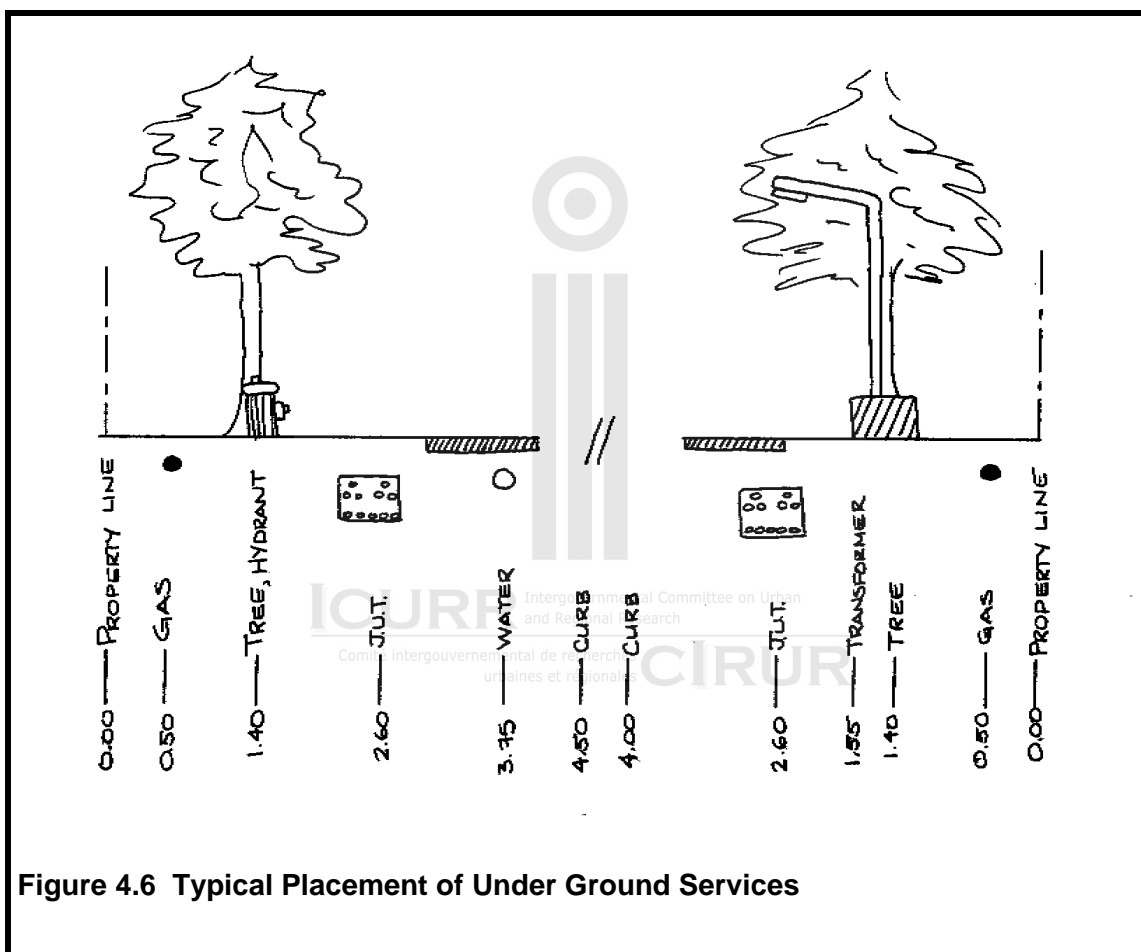 0.00 — PROPERTY LINE
0.50 — GAS
1.40 — TREE, HYDRANT
2.60 — J.U.T.
3.75 — WATER
4.50 — CURB
4.00 — CURB
2.60 — J.U.T.
1.55 — TRANSFORMER
1.40 — TREE
0.50 — GAS
0.00 — PROPERTY LINE
ICURR Intergovernmental Committee on Urban
and Regional Research
Comité intergouvernemental de recherches
urbaines et régionales CIRUR
Figure 4.6 Typical Placement of Under Ground Services